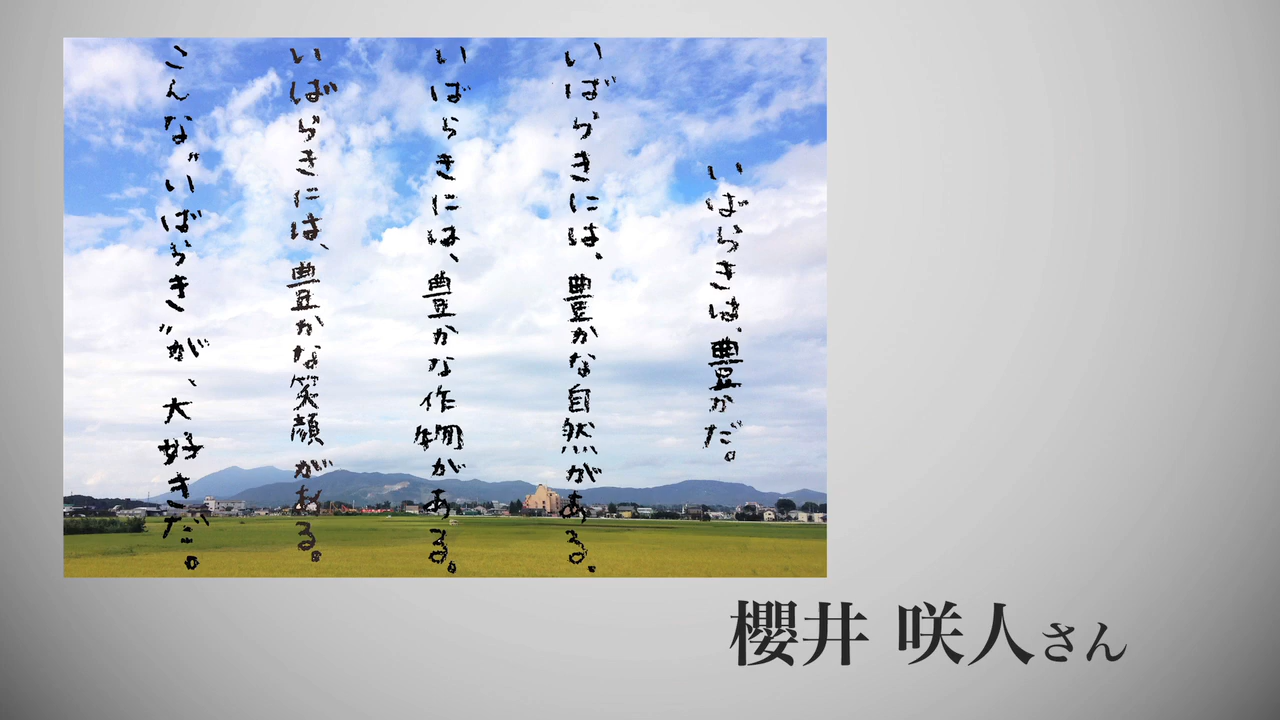 いばらきは、豊かだ。
いばらきには、豊かな自然がある。
いばらきには、豊かな作物がある。
いばらきには、豊かな笑顔がある。
こんな"いばらき"が、大好きだ。
櫻井 咲人さん